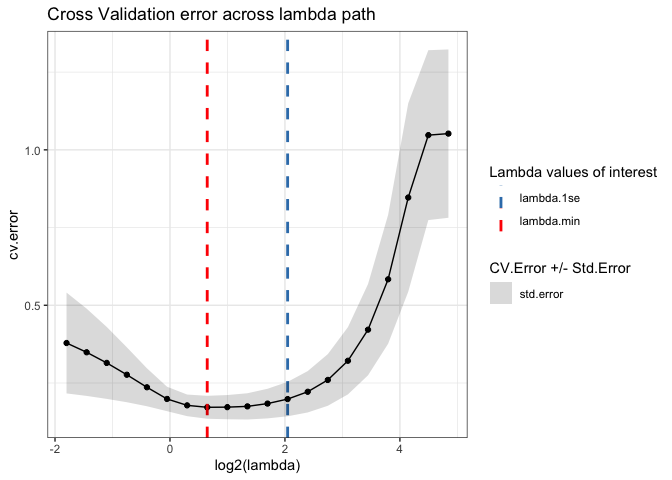 Cross Validation error across lambda path
1.0
0.5
cv.error
-2
0
2
4
log2(lambda)
Lambda values of interest
lambda.1se
lambda.min
CV.Error +/- Std.Error
std.error